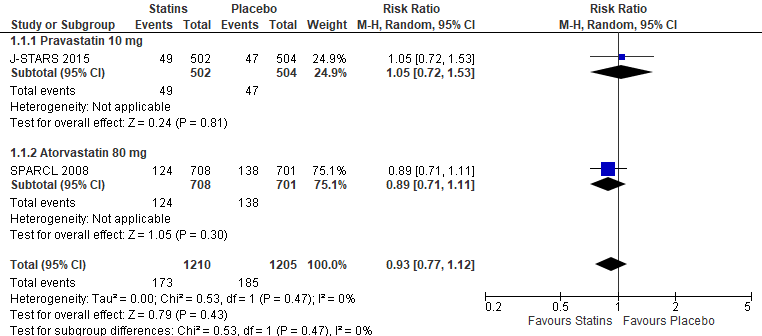 Statins Placebo Risk Ratio Risk Ratio
Study or Subgroup Events Total Events Total Weight M-H, Random, 95% CI M-H, Random, 95% CI
1.1.1 Pravastatin 10 mg
J-STARS 2015 49 502 47 504 24.9% 1.05 [0.72, 1.53]
Subtotal (95% CI) 502 504 24.9% 1.05 [0.72, 1.53]
Total events 49 47
Heterogeneity: Not applicable
Test for overall effect: Z = 0.24 (P = 0.81)
1.1.2 Atorvastatin 80 mg
SPARCL 2008 124 708 138 701 75.1% 0.89 [0.71, 1.11]
Subtotal (95% CI) 708 701 75.1% 0.89 [0.71, 1.11]
Total events 124 138
Heterogeneity: Not applicable
Test for overall effect: Z = 1.05 (P = 0.30)
Total (95% CI) 1210 1205 100.0% 0.93 [0.77, 1.12]
Total events 173 185
Heterogeneity: Tau² = 0.00; Chi² = 0.53, df = 1 (P = 0.47); I² = 0%
Test for overall effect: Z = 0.79 (P = 0.43)
Test for subgroup differences: Chi² = 0.53, df = 1 (P = 0.47), I² = 0%
0.2 0.5 1 2 5
Favours Statins Favours Placebo